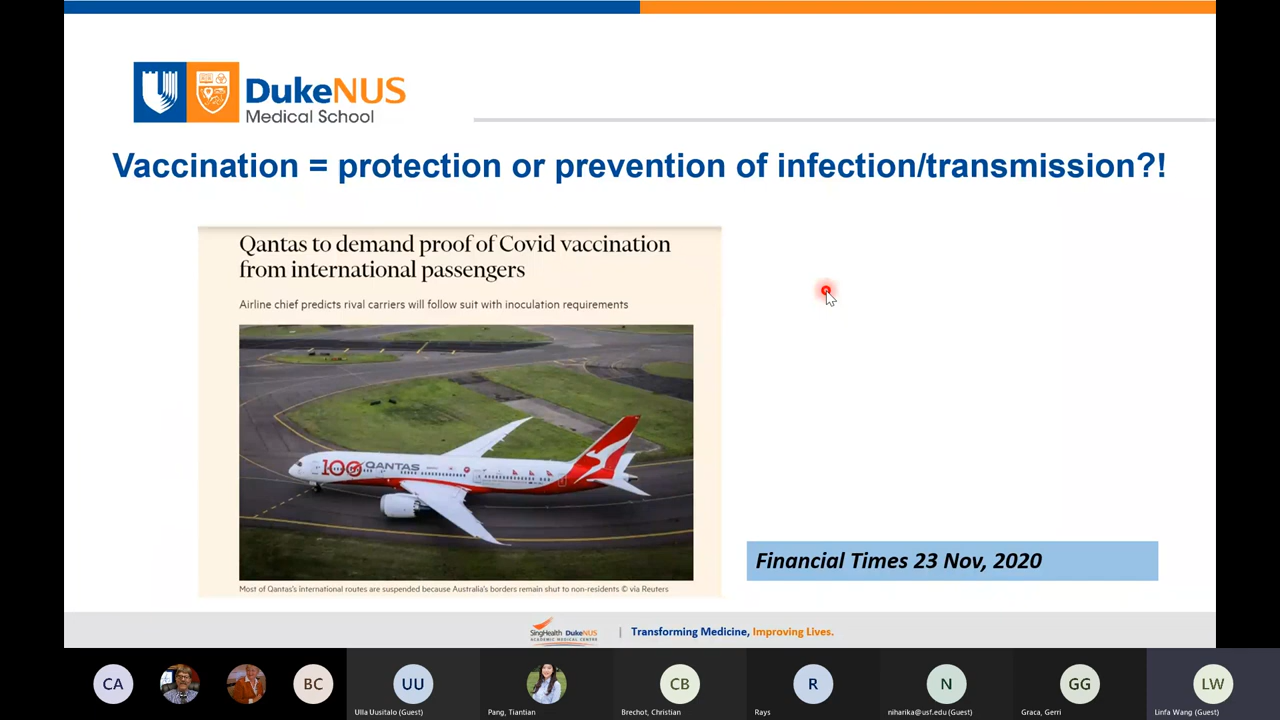 DukeNUS
Medical School
Vaccination = protection or prevention of infection/transmission?!
Qantas to demand proof of Covid vaccination
from international passengers
Airline chief predicts rival carriers will follow suit with inoculation requirements
100 QANTAS
Most of Qantas's international routes are suspended because Australia's borders remain shut to non-residents © via Reuters
Financial Times 23 Nov, 2020
SingHealth DukeNUS
ACADEMIC MEDICAL CENTRE
Transforming Medicine, Improving Lives.
CA
BC
UU
CB
R
N
GG
LW
Ulla Uusitalo (Guest)
Pang, Tiantian
Brechot, Christian
Rays
niharika@usf.edu (Guest)
Graca, Gerri
Linfa Wang (Guest)